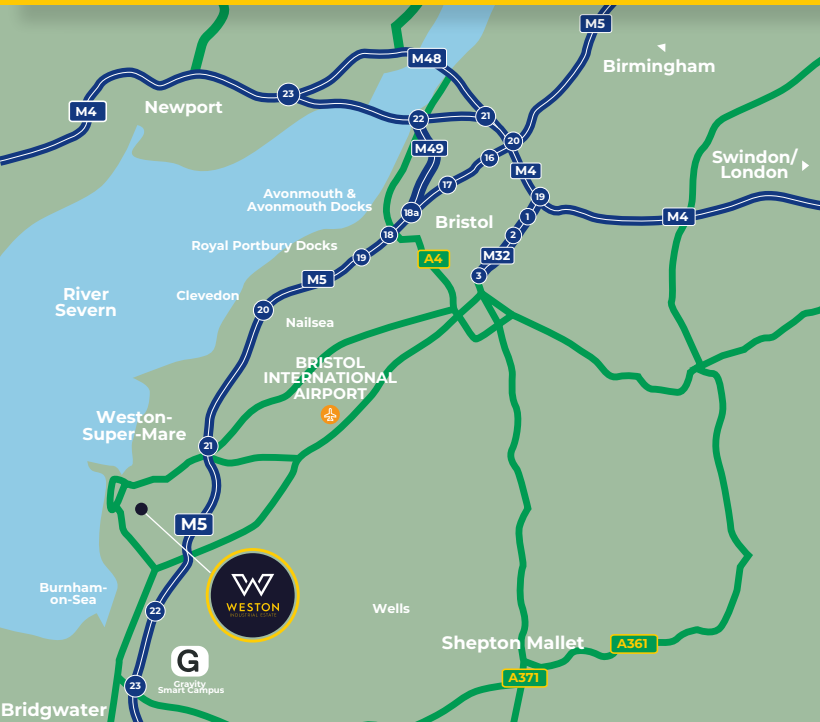 M5
Birmingham
M48
M4
Newport
23
22
21
20
M49
16
M4
Swindon/
London
17
19
Avonmouth &
Avonmouth Docks
18a
1
M4
Bristol
18
2
Royal Portbury Docks
19
A4
M32
3
M5
River
Severn
Clevedon
20
Nailsea
BRISTOL
INTERNATIONAL
AIRPORT
Weston-
Super-Mare
21
M5
W
WESTON
INDUSTRIAL ESTATE
Burnham-
on-Sea
22
Wells
Shepton Mallet
A361
G
Gravity
Smart Campus
A371
23
Bridgwater